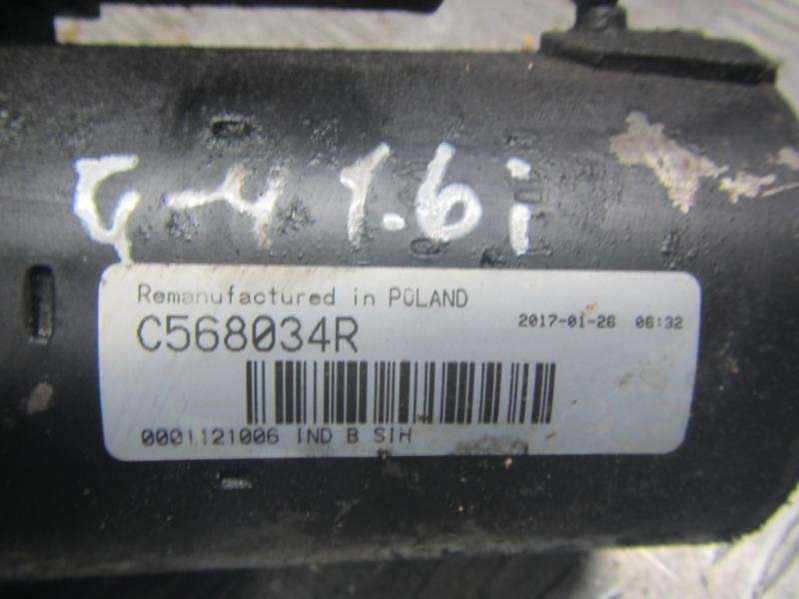 G-4 1.6i
Remanufactured in POLAND
C568034R
2017-01-26 06:32
0001121006 IND B SIH